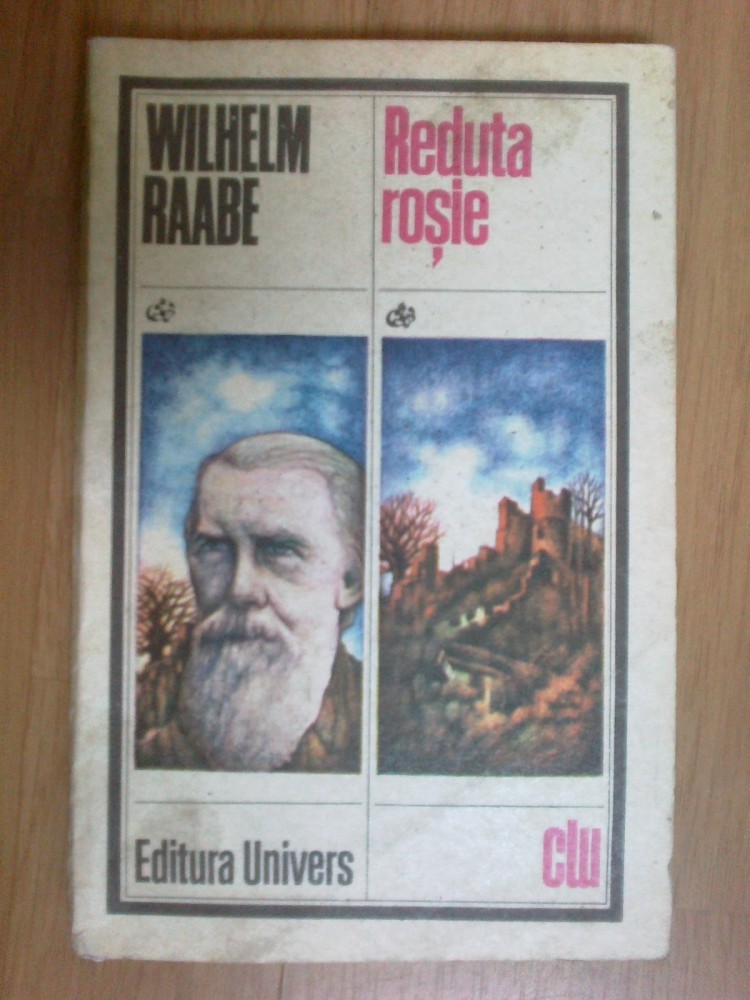 WILHELM
RAABE
Reduta
roșie
Editura Univers
clu